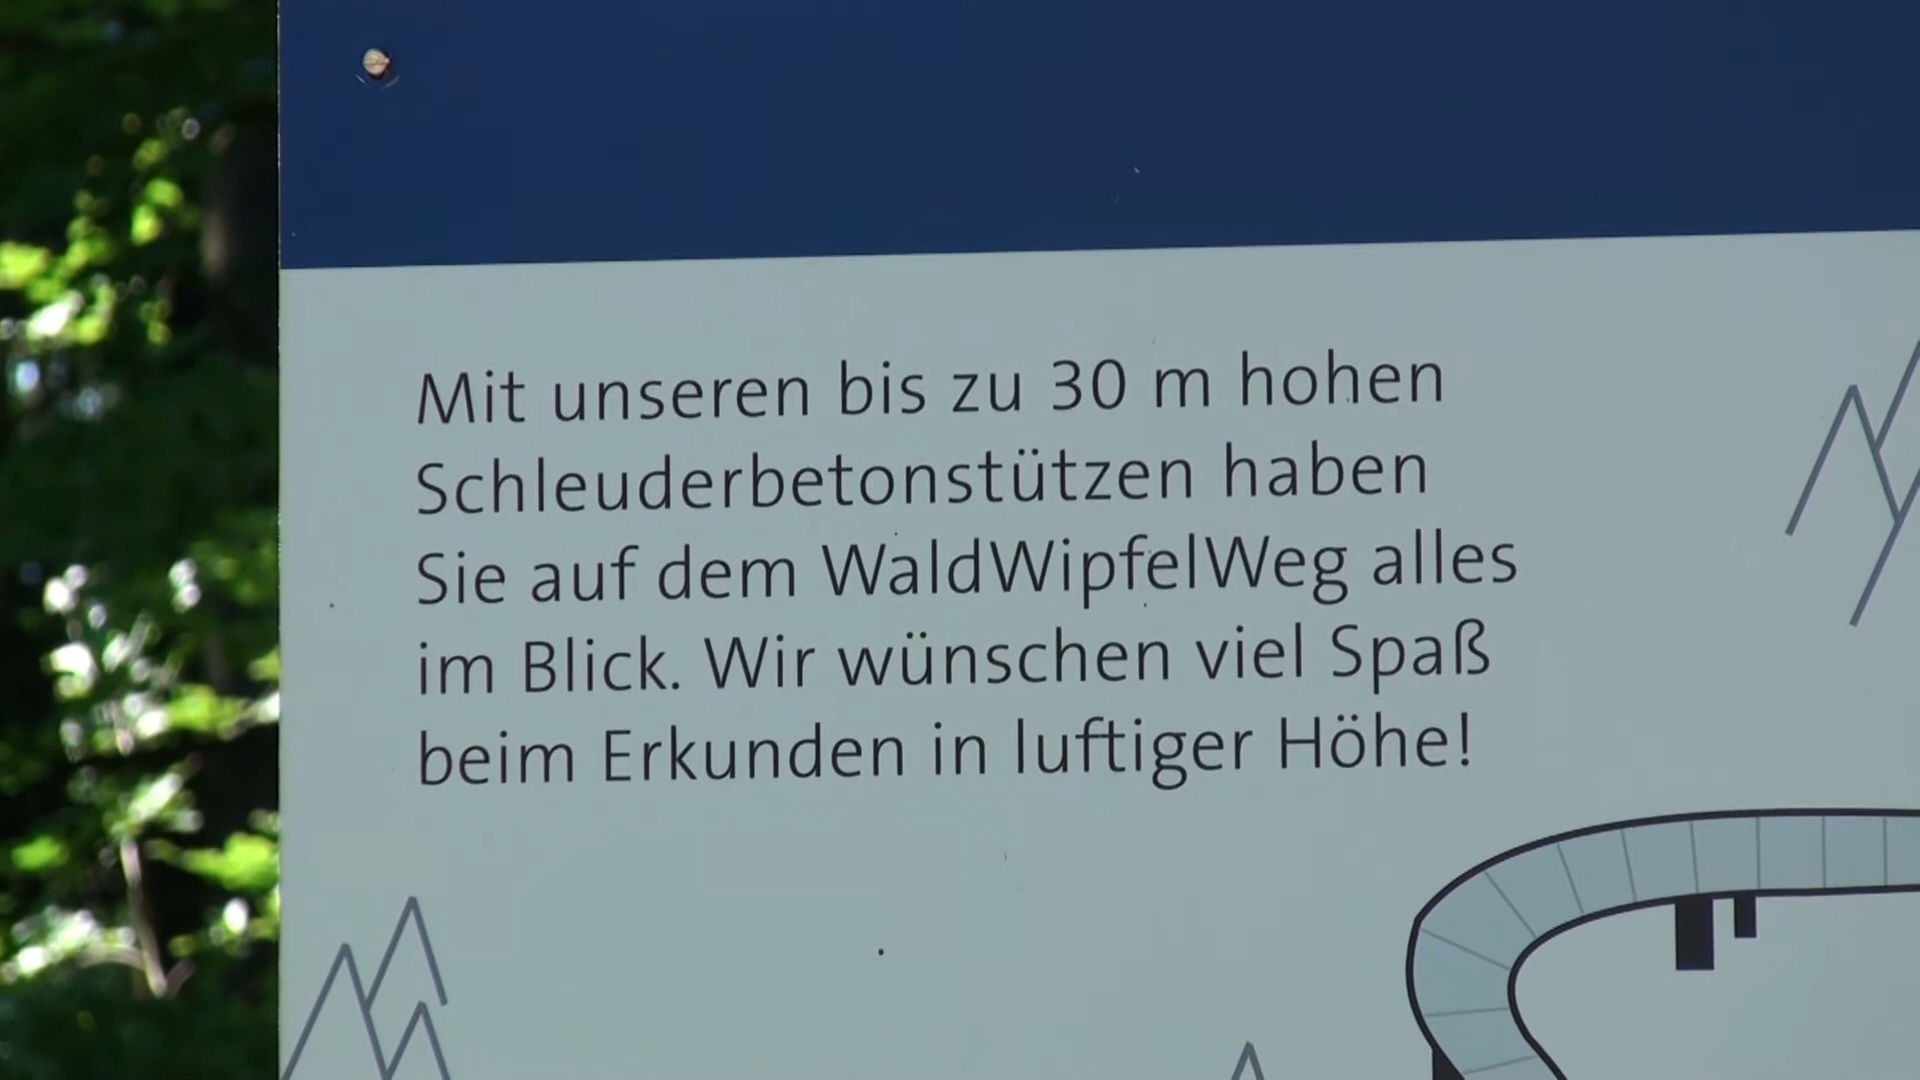 Mit unseren bis zu 30 m hohen
Schleuderbetonstützen haben
Sie auf dem WaldWipfelWeg alles
im Blick. Wir wünschen viel Spaß
beim Erkunden in luftiger Höhe!